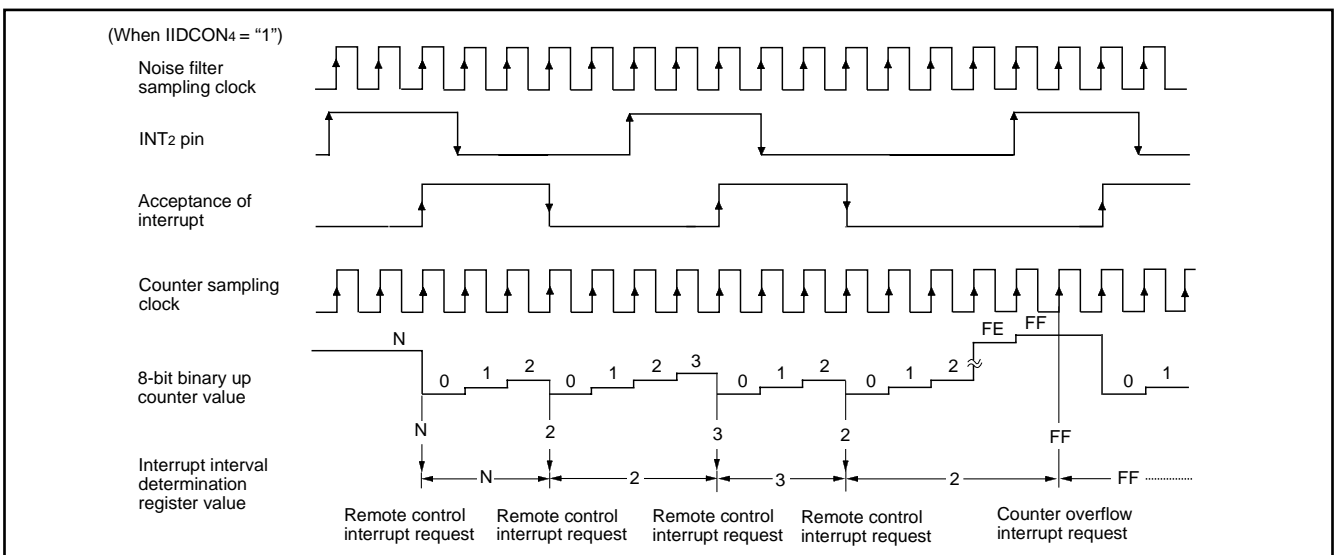 (When IIDCON4 = “1”)
Noise filter
sampling clock
INT2 pin
Acceptance of
interrupt
Counter sampling
clock
FE FF
N
8-bit binary up
counter value
0 1 2 0 1 2 3 0 1 2 0 1 2 0 1
N 2 3 2 FF
Interrupt interval
determination
register value
N 2 3 2 FF
Remote control
interrupt request
Remote control
interrupt request
Remote control
interrupt request
Remote control
interrupt request
Counter overflow
interrupt request